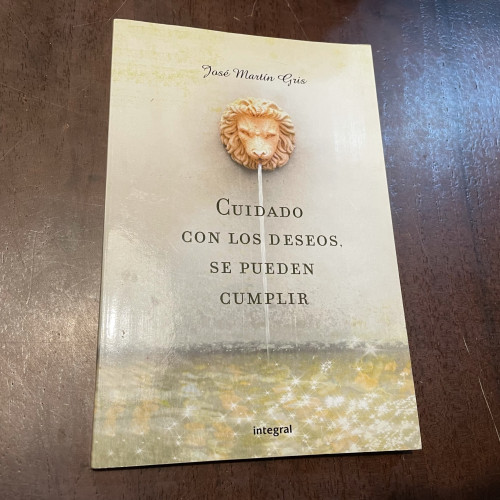 José Martín Gris
CUIDADO
CON LOS DESEOS,
SE PUEDEN
CUMPLIR
integral